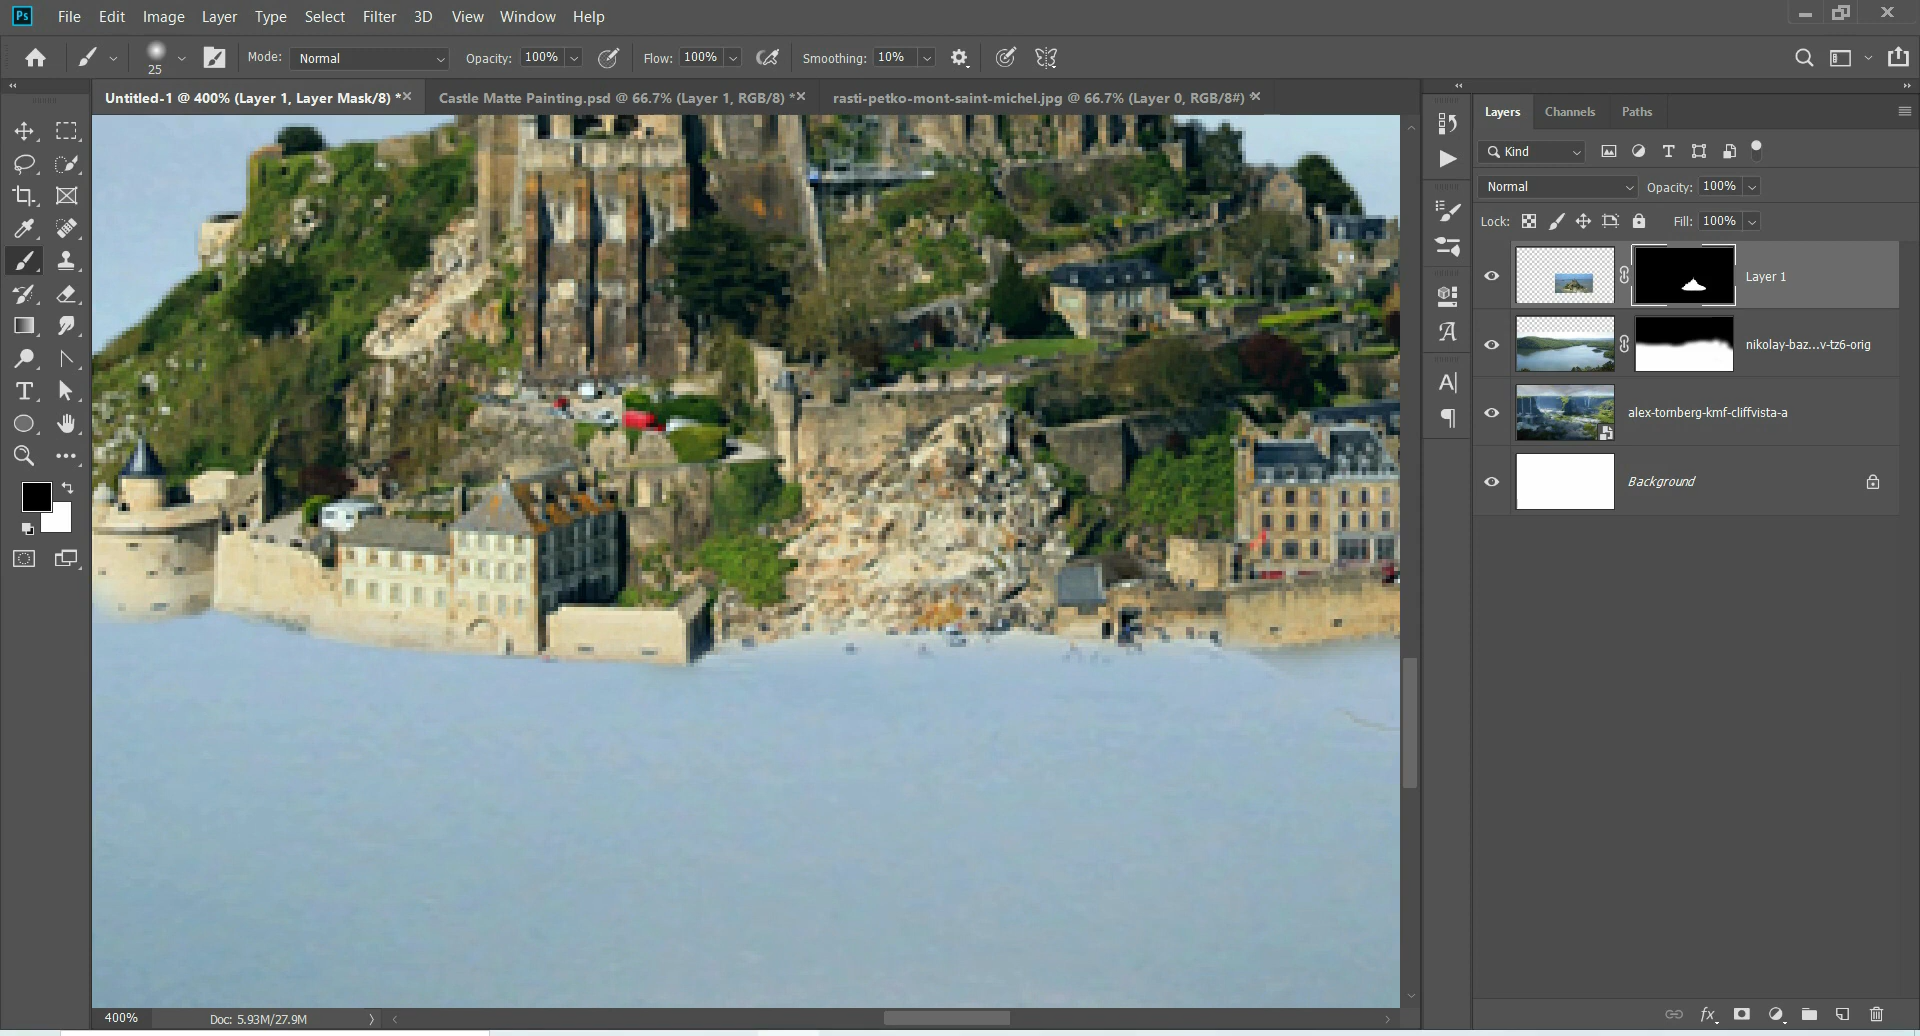 Ps File Edit Image Layer Type Select Filter 3D View Window Help
25 Mode: Normal Opacity: 100% Flow: 100% Smoothing: 10%
Untitled-1 @ 400% (Layer 1, Layer Mask/8) * Castle Matte Painting.psd @ 66.7% (Layer 1, RGB/8) * rasti-petko-mont-saint-michel.jpg @ 66.7% (Layer 0, RGB/8#) *
Layers Channels Paths
Kind
Normal Opacity: 100%
Lock: Fill: 100%
Layer 1
nikolay-baz...v-tz6-orig
alex-tornberg-kmf-cliffvista-a
Background
400% Doc: 5.93M/27.9M